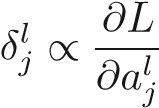 δ_j^l ∝ ∂L / ∂a_j^l